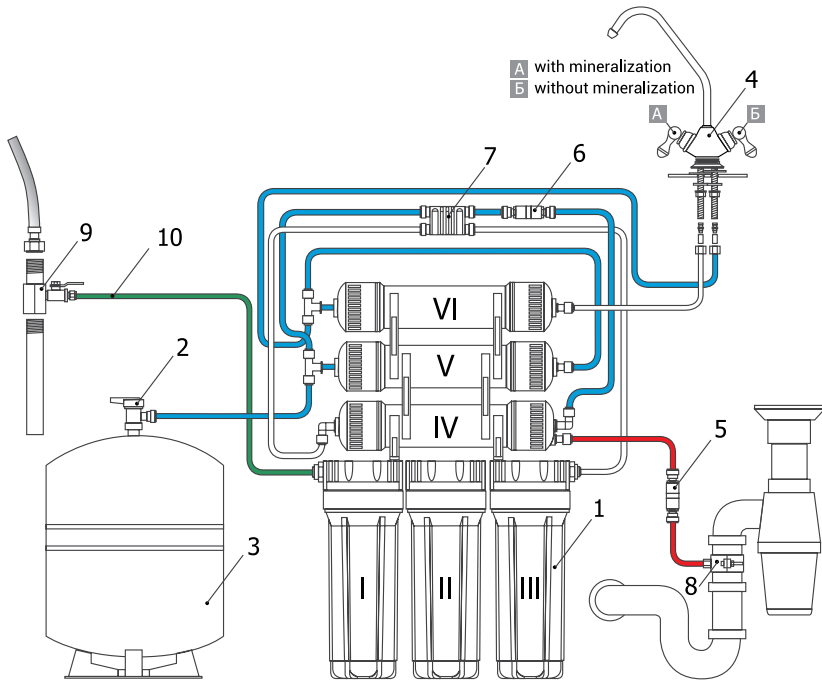 А with mineralization
Б without mineralization
4
А
Б
7
6
9
10
VI
2
V
IV
5
3
1
I
II
III
8